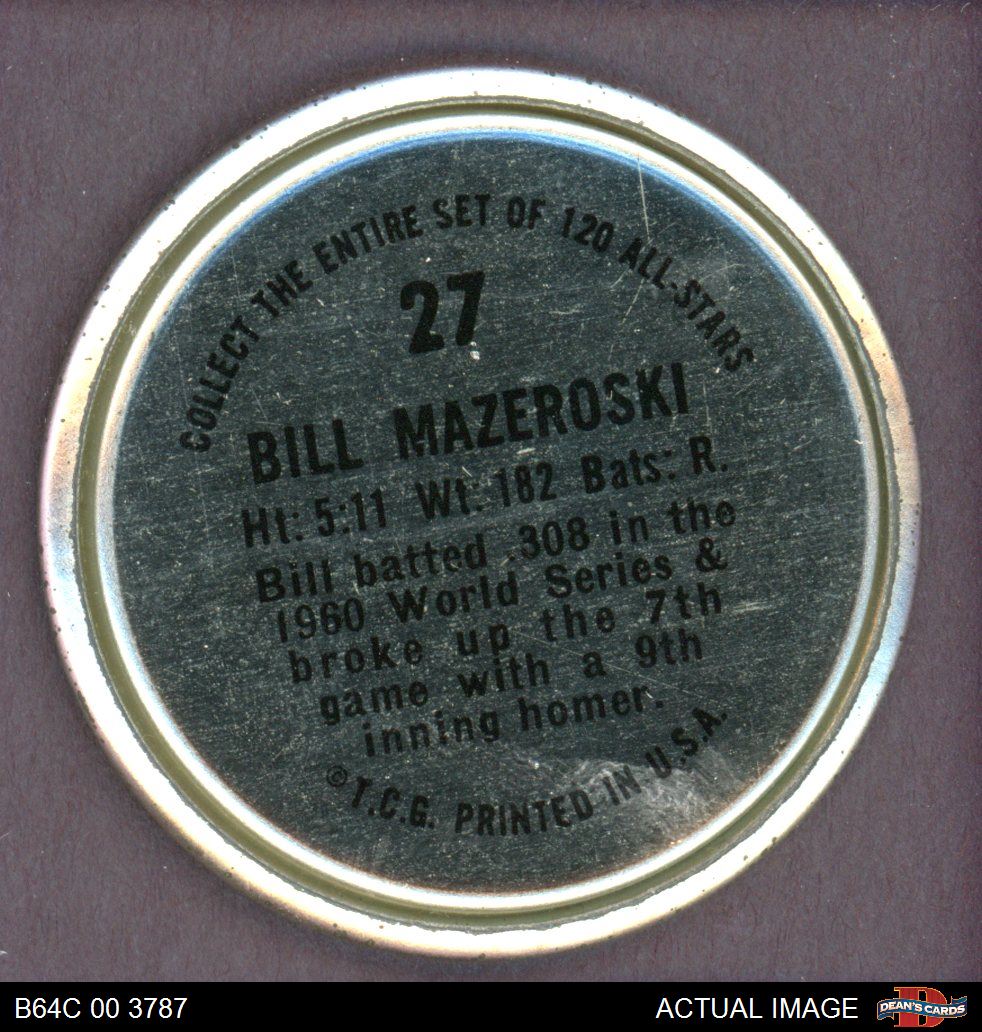 COLLECT THE ENTIRE SET OF 120 ALL-STARS
27
BILL MAZEROSKI
Ht: 5:11 Wt: 182 Bats: R.
Bill batted .308 in the
1960 World Series &
broke up the 7th
game with a 9th
inning homer.
© T.C.G. PRINTED IN U.S.A.
B64C 00 3787
ACTUAL IMAGE
DEAN'S CARDS